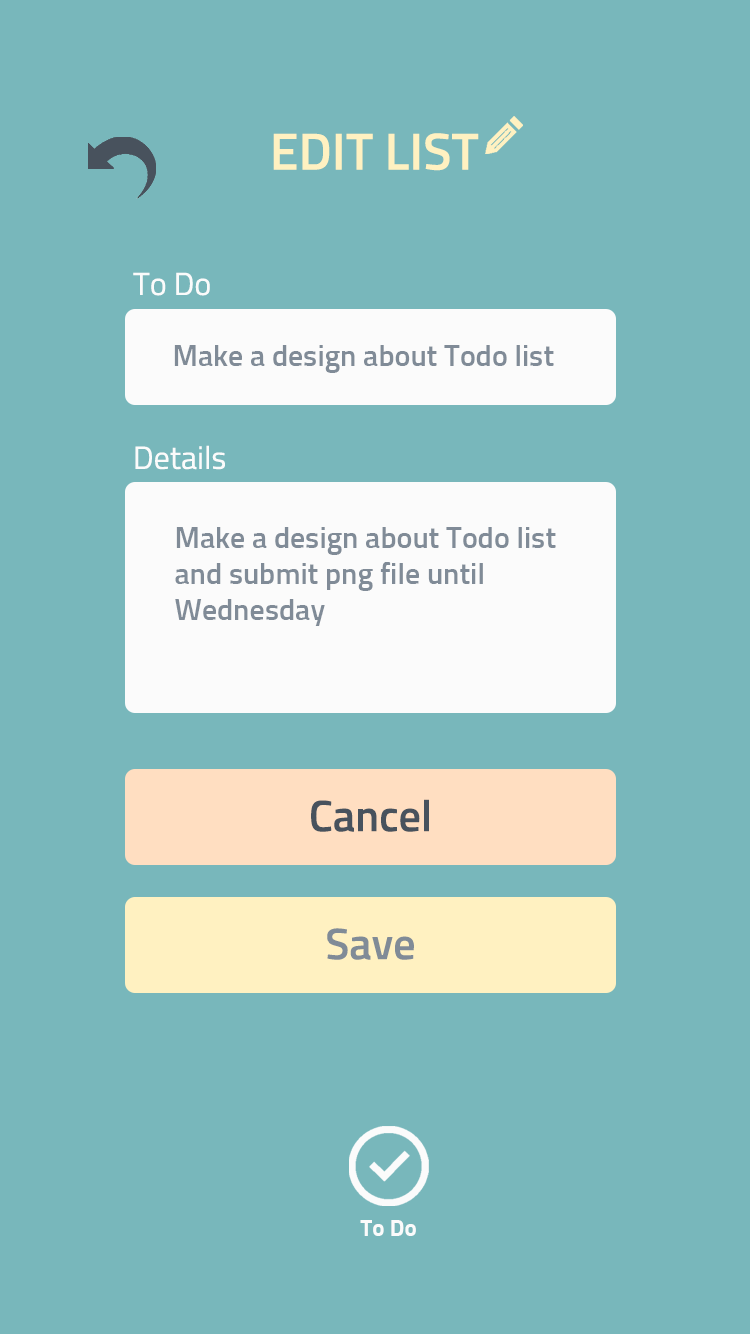 EDIT LIST
To Do
Make a design about Todo list
Details
Make a design about Todo list
and submit png file until
Wednesday
Cancel
Save
To Do